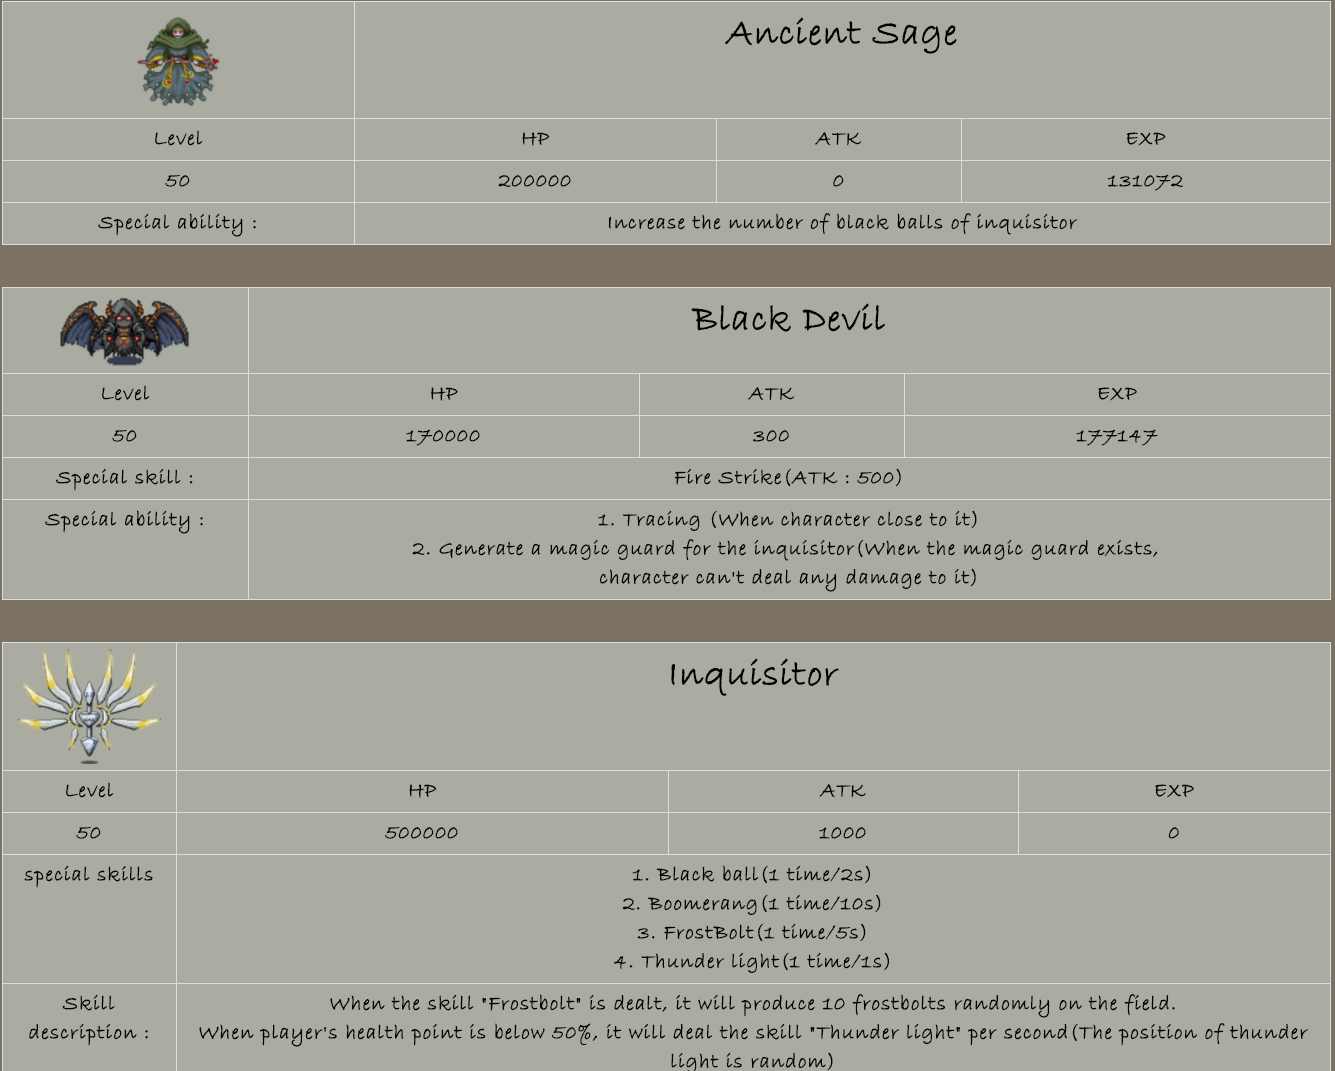 Ancient Sage
Level HP ATK EXP
50 200000 0 131072
Special ability : Increase the number of black balls of inquisitor
Black Devil
Level HP ATK EXP
50 170000 300 177147
Special skill : Fire Strike(ATK : 500)
Special ability : 1. Tracing (When character close to it)
2. Generate a magic guard for the inquisitor(When the magic guard exists,
character can't deal any damage to it)
Inquisitor
Level HP ATK EXP
50 500000 1000 0
special skills 1. Black ball(1 time/2s)
2. Boomerang(1 time/10s)
3. FrostBolt(1 time/5s)
4. Thunder light(1 time/1s)
Skill description : When the skill "Frostbolt" is dealt, it will produce 10 frostbolts randomly on the field.
When player's health point is below 50%, it will deal the skill "Thunder light" per second(The position of thunder
light is random)